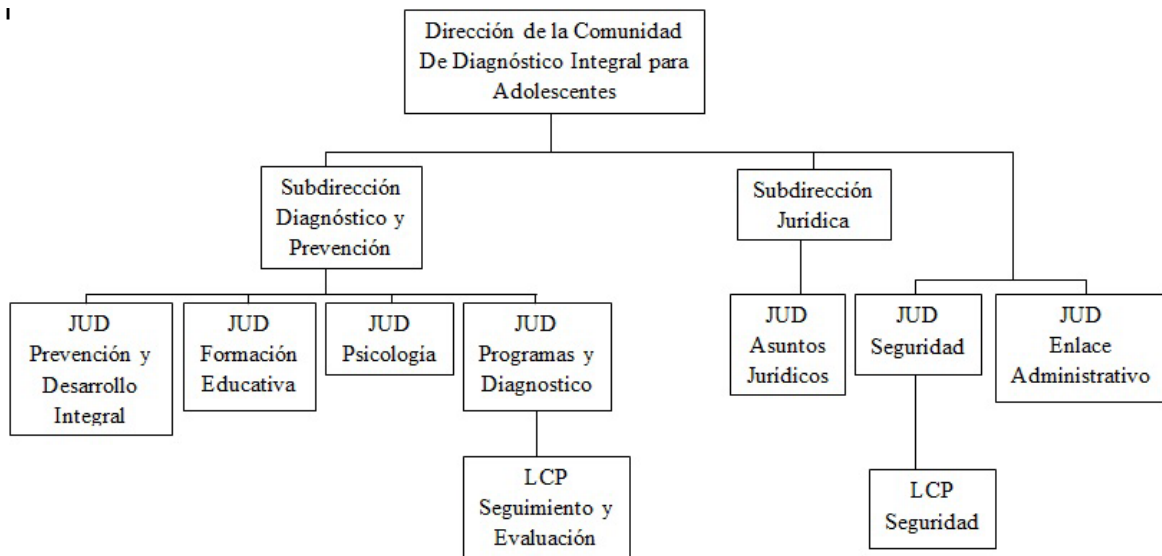 Dirección de la Comunidad
De Diagnóstico Integral para
Adolescentes
Subdirección
Diagnóstico y
Prevención
Subdirección
Jurídica
JUD
Prevención y
Desarrollo
Integral
JUD
Formación
Educativa
JUD
Psicología
JUD
Programas y
Diagnostico
JUD
Asuntos
Jurídicos
JUD
Seguridad
JUD
Enlace
Administrativo
LCP
Seguimiento y
Evaluación
LCP
Seguridad